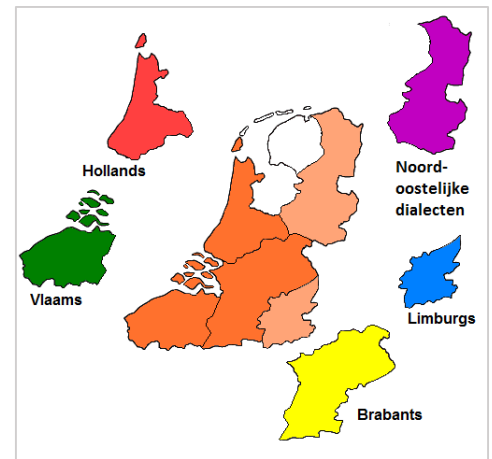 Hollands
Noord-
oostelijke
dialecten
Vlaams
Limburgs
Brabants